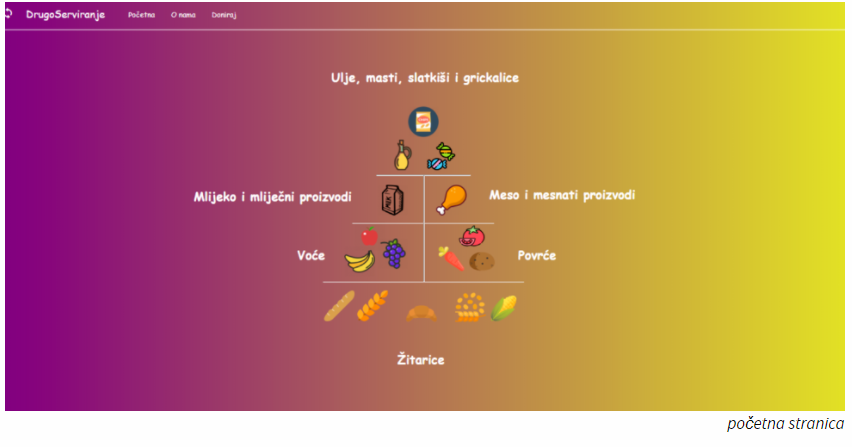 DrugoServiranje Početna O nama Doniraj
Ulje, masti, slatkiši i grickalice
Mlijeko i mliječni proizvodi
Meso i mesnati proizvodi
Voće
Povrće
Žitarice
početna stranica